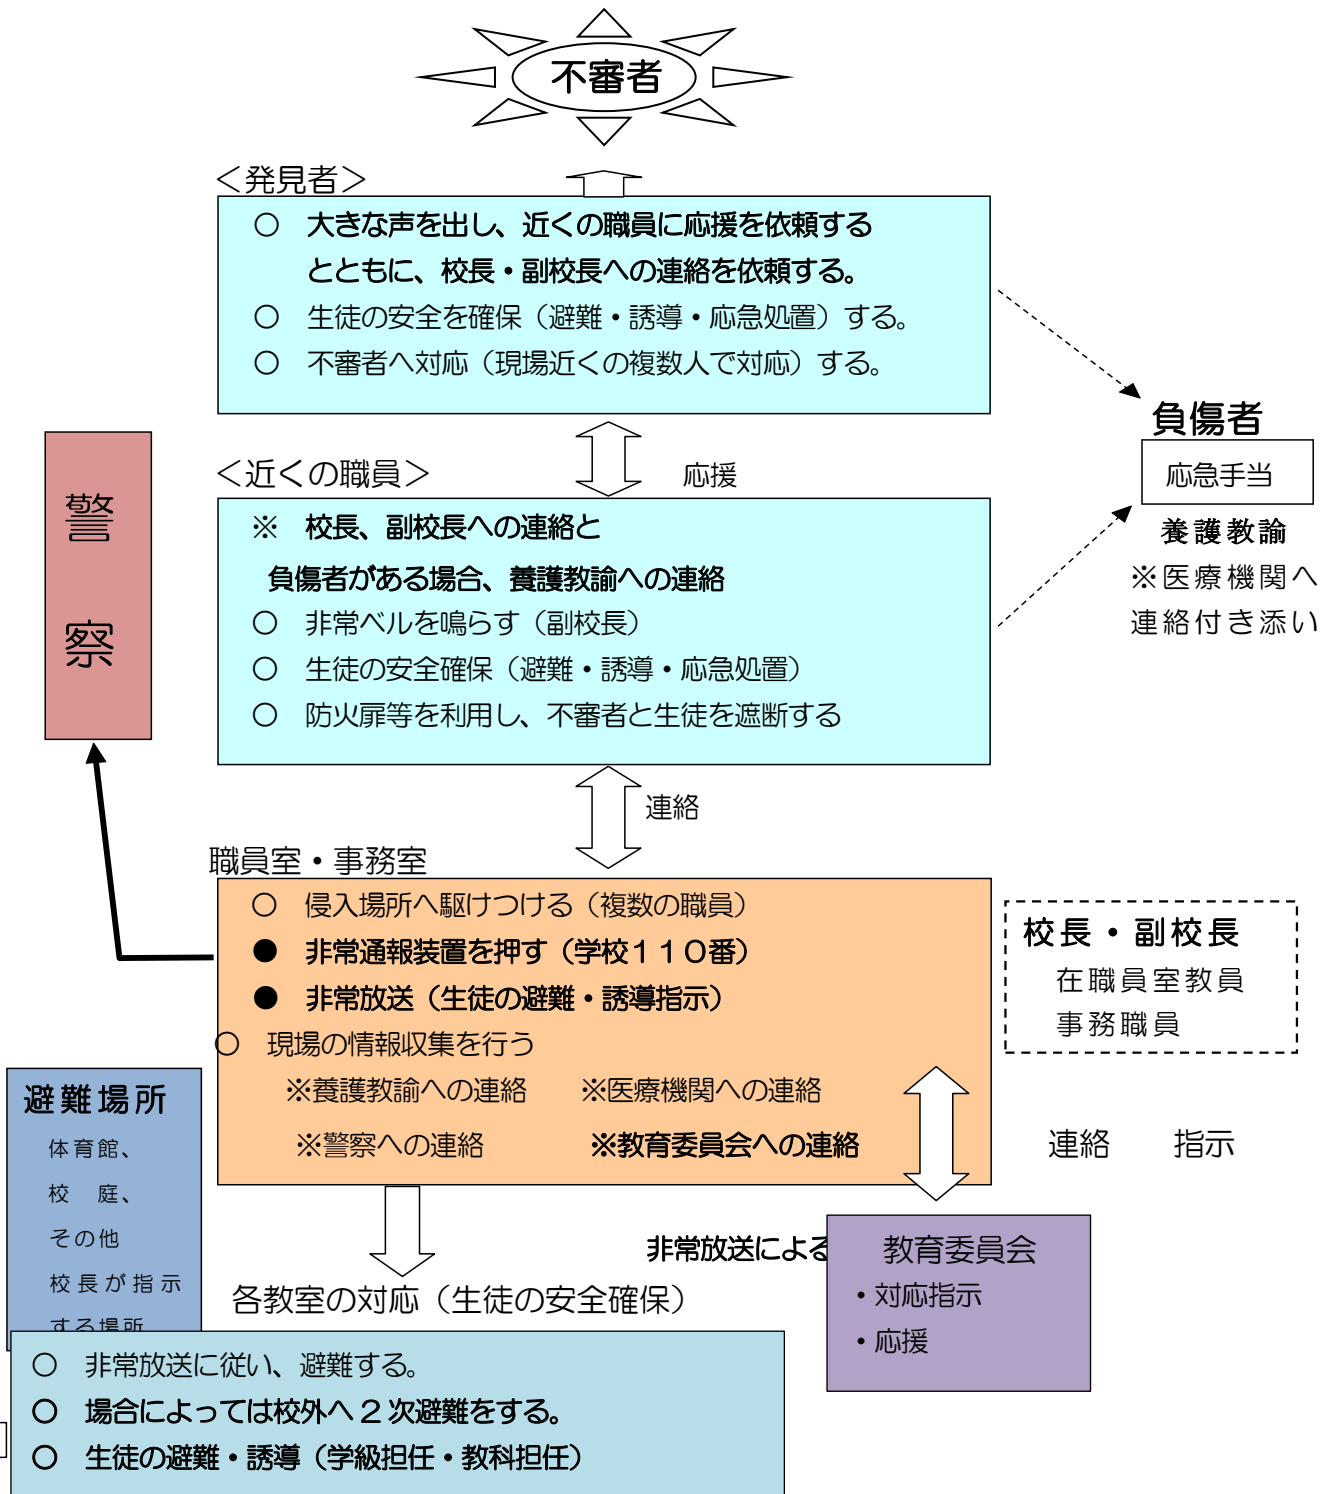 不審者
＜発見者＞
○　大きな声を出し、近くの職員に応援を依頼する
とともに、校長・副校長への連絡を依頼する。
○　生徒の安全を確保（避難・誘導・応急処置）する。
○　不審者へ対応（現場近くの複数人で対応）する。
負傷者
応急手当
養護教諭
※医療機関へ
連絡付き添い
警
察
＜近くの職員＞
応援
※　校長、副校長への連絡と
負傷者がある場合、養護教諭への連絡
○　非常ベルを鳴らす（副校長）
○　生徒の安全確保（避難・誘導・応急処置）
○　防火扉等を利用し、不審者と生徒を遮断する
連絡
職員室・事務室
○　侵入場所へ駆けつける（複数の職員）
●　非常通報装置を押す（学校１１０番）
●　非常放送（生徒の避難・誘導指示）
○　現場の情報収集を行う
※養護教諭への連絡　　※医療機関への連絡
※警察への連絡　　　　※教育委員会への連絡
校長・副校長
在職員室教員
事務職員
連絡　　指示
避難場所
体育館、
校　庭、
その他
校長が指示
する場所
非常放送による
教育委員会
・対応指示
・応援
各教室の対応（生徒の安全確保）
○　非常放送に従い、避難する。
○　場合によっては校外へ２次避難をする。
○　生徒の避難・誘導（学級担任・教科担任）